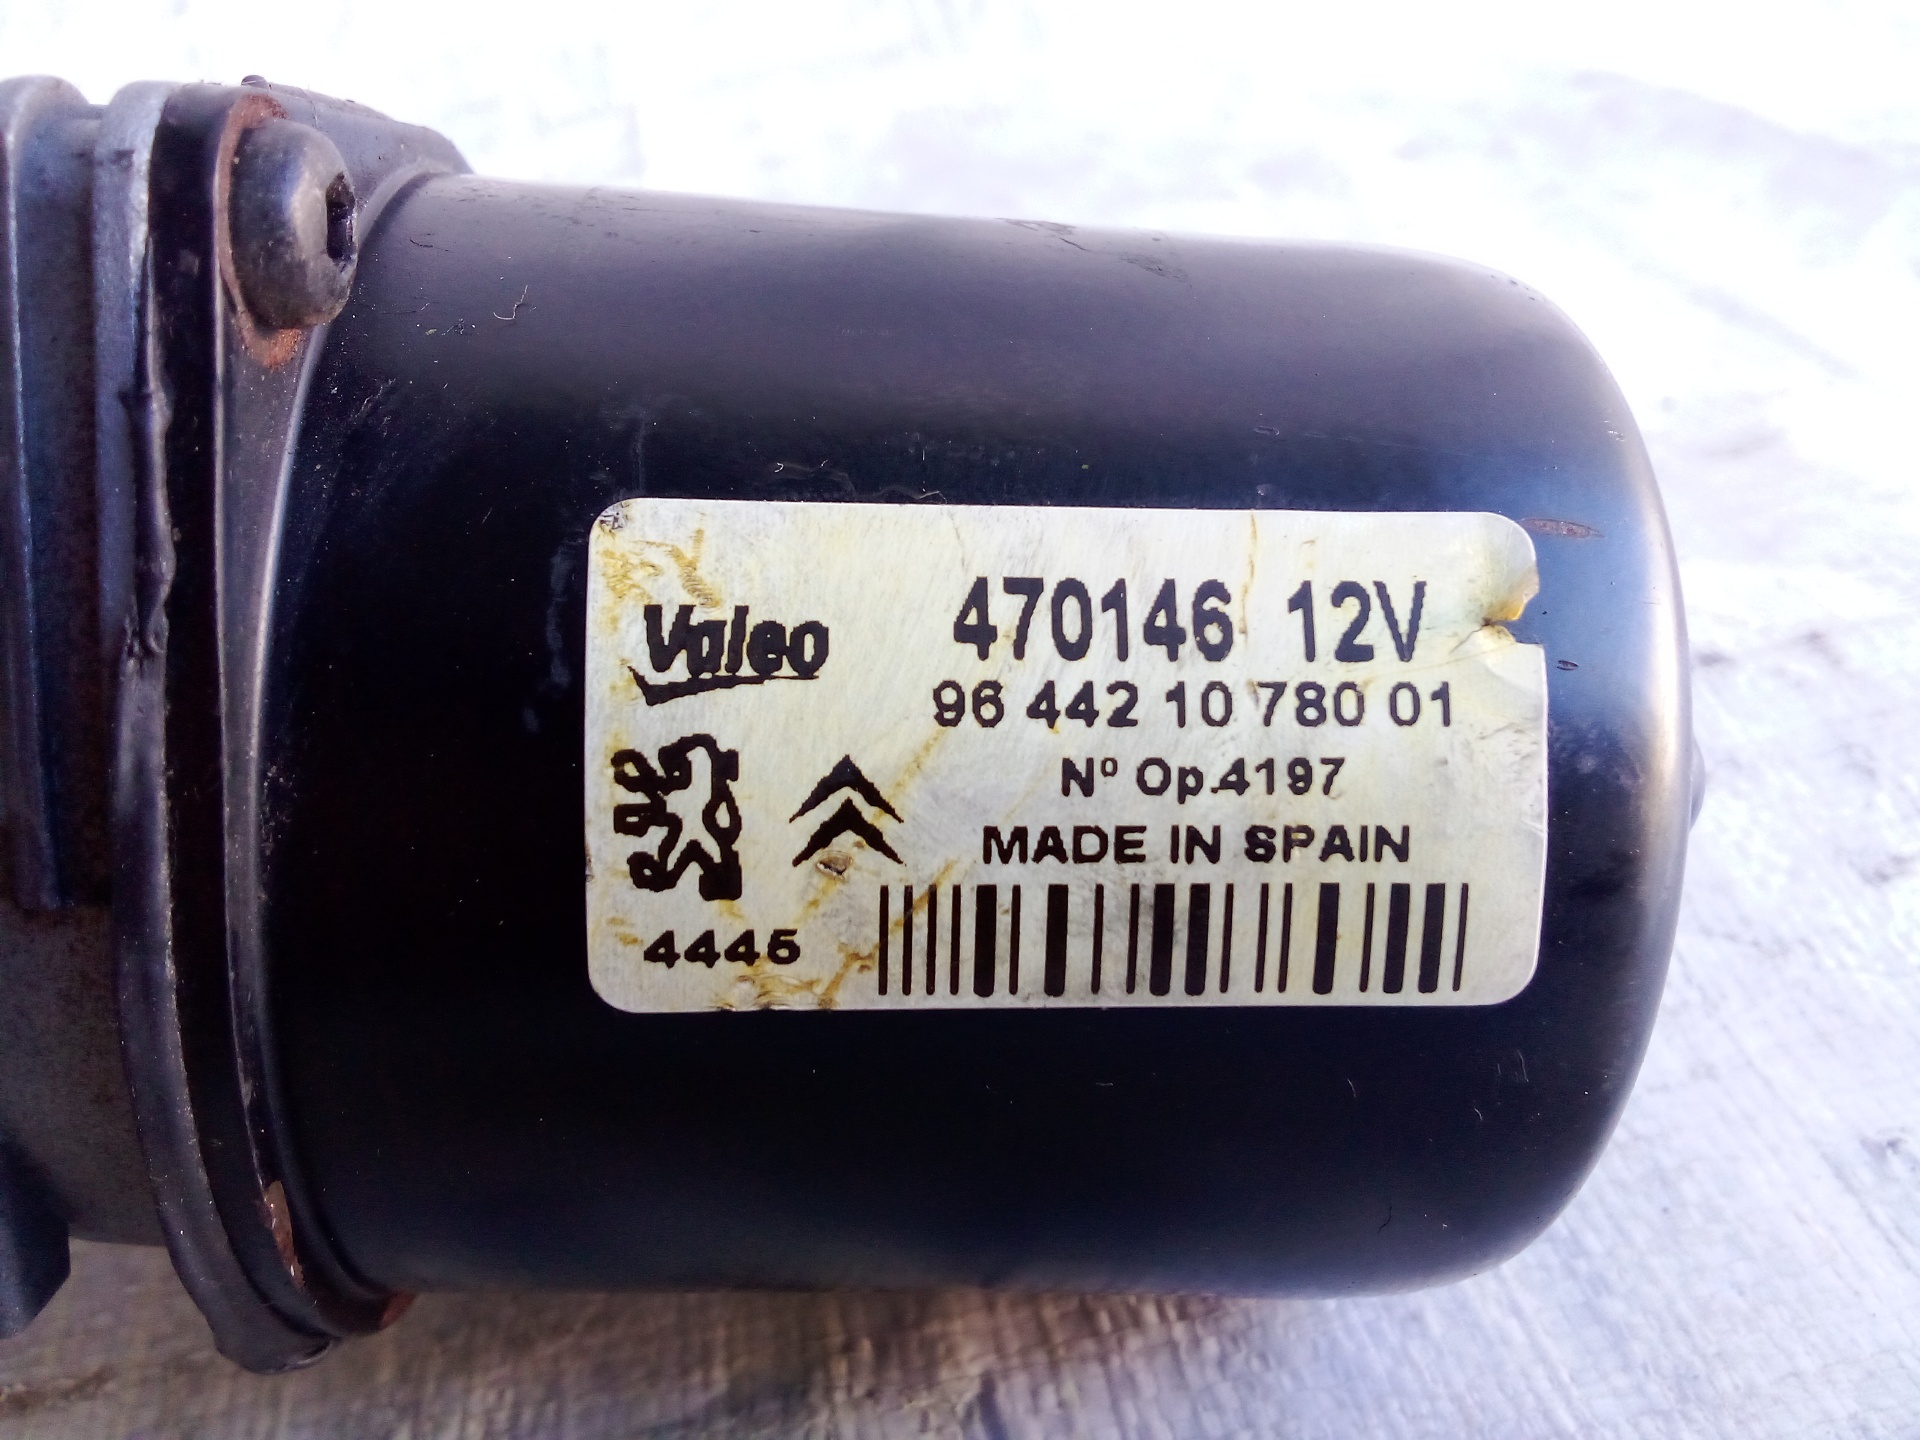 Valeo
470146 12V
96 442 10 780 01
Nº Op.4197
MADE IN SPAIN
4445